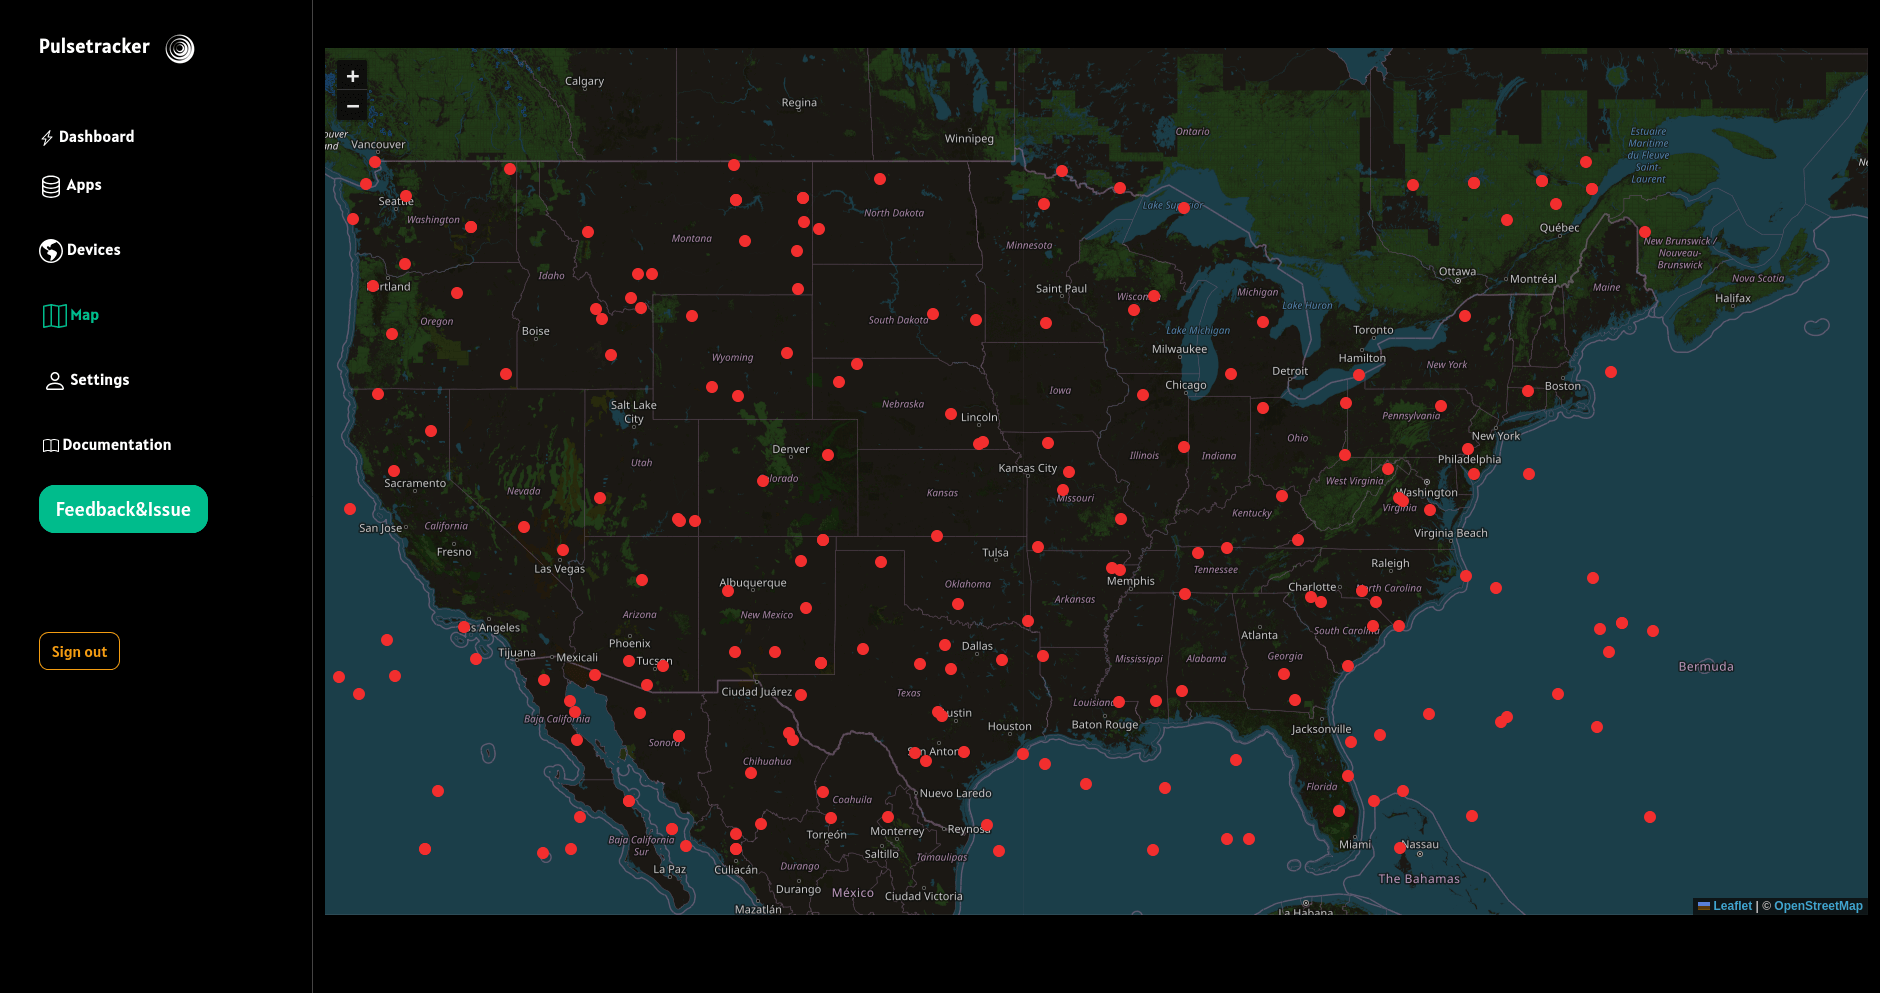 Pulsetracker
Dashboard
Apps
Devices
Map
Settings
Documentation
Feedback&Issue
Sign out
+
−
Calgary
Regina
Winnipeg
Ontario
Estuaire
Maritime
du Fleuve
Saint-
Laurent
Vancouver
Seattle
Washington
Montana
North Dakota
Minnesota
Lake Superior
Québec
New Brunswick /
Nouveau-
Brunswick
Nova Scotia
Halifax
Ottawa
Montréal
Maine
Idaho
Saint Paul
Wisconsin
Michigan
Lake Huron
Portland
Oregon
Boise
South Dakota
Lake Michigan
Toronto
Milwaukee
Hamilton
Wyoming
New York
Detroit
Chicago
Boston
Iowa
Salt Lake
City
Nebraska
Lincoln
Pennsylvania
New York
Ohio
Denver
Utah
Colorado
Illinois
Indiana
Philadelphia
Kansas City
Sacramento
Nevada
Kansas
Missouri
West Virginia
Washington
Virginia
Kentucky
San Jose
California
Virginia Beach
Fresno
Las Vegas
Tulsa
Tennessee
Raleigh
Albuquerque
Oklahoma
Memphis
Charlotte
North Carolina
Arizona
New Mexico
Arkansas
Los Angeles
South Carolina
Atlanta
Phoenix
Tijuana
Mexicali
Tucson
Dallas
Mississippi
Alabama
Georgia
Bermuda
Ciudad Juárez
Texas
Louisiana
Baja California
Austin
Houston
Baton Rouge
Jacksonville
Sonora
San Antonio
Chihuahua
Florida
Nuevo Laredo
Coahuila
Torreón
Monterrey
Reynosa
Baja California
Sur
Saltillo
Tamaulipas
Miami
Nassau
La Paz
Culiacán
Durango
The Bahamas
Durango
México
Ciudad Victoria
Mazatlán
La Habana
Leaflet | © OpenStreetMap